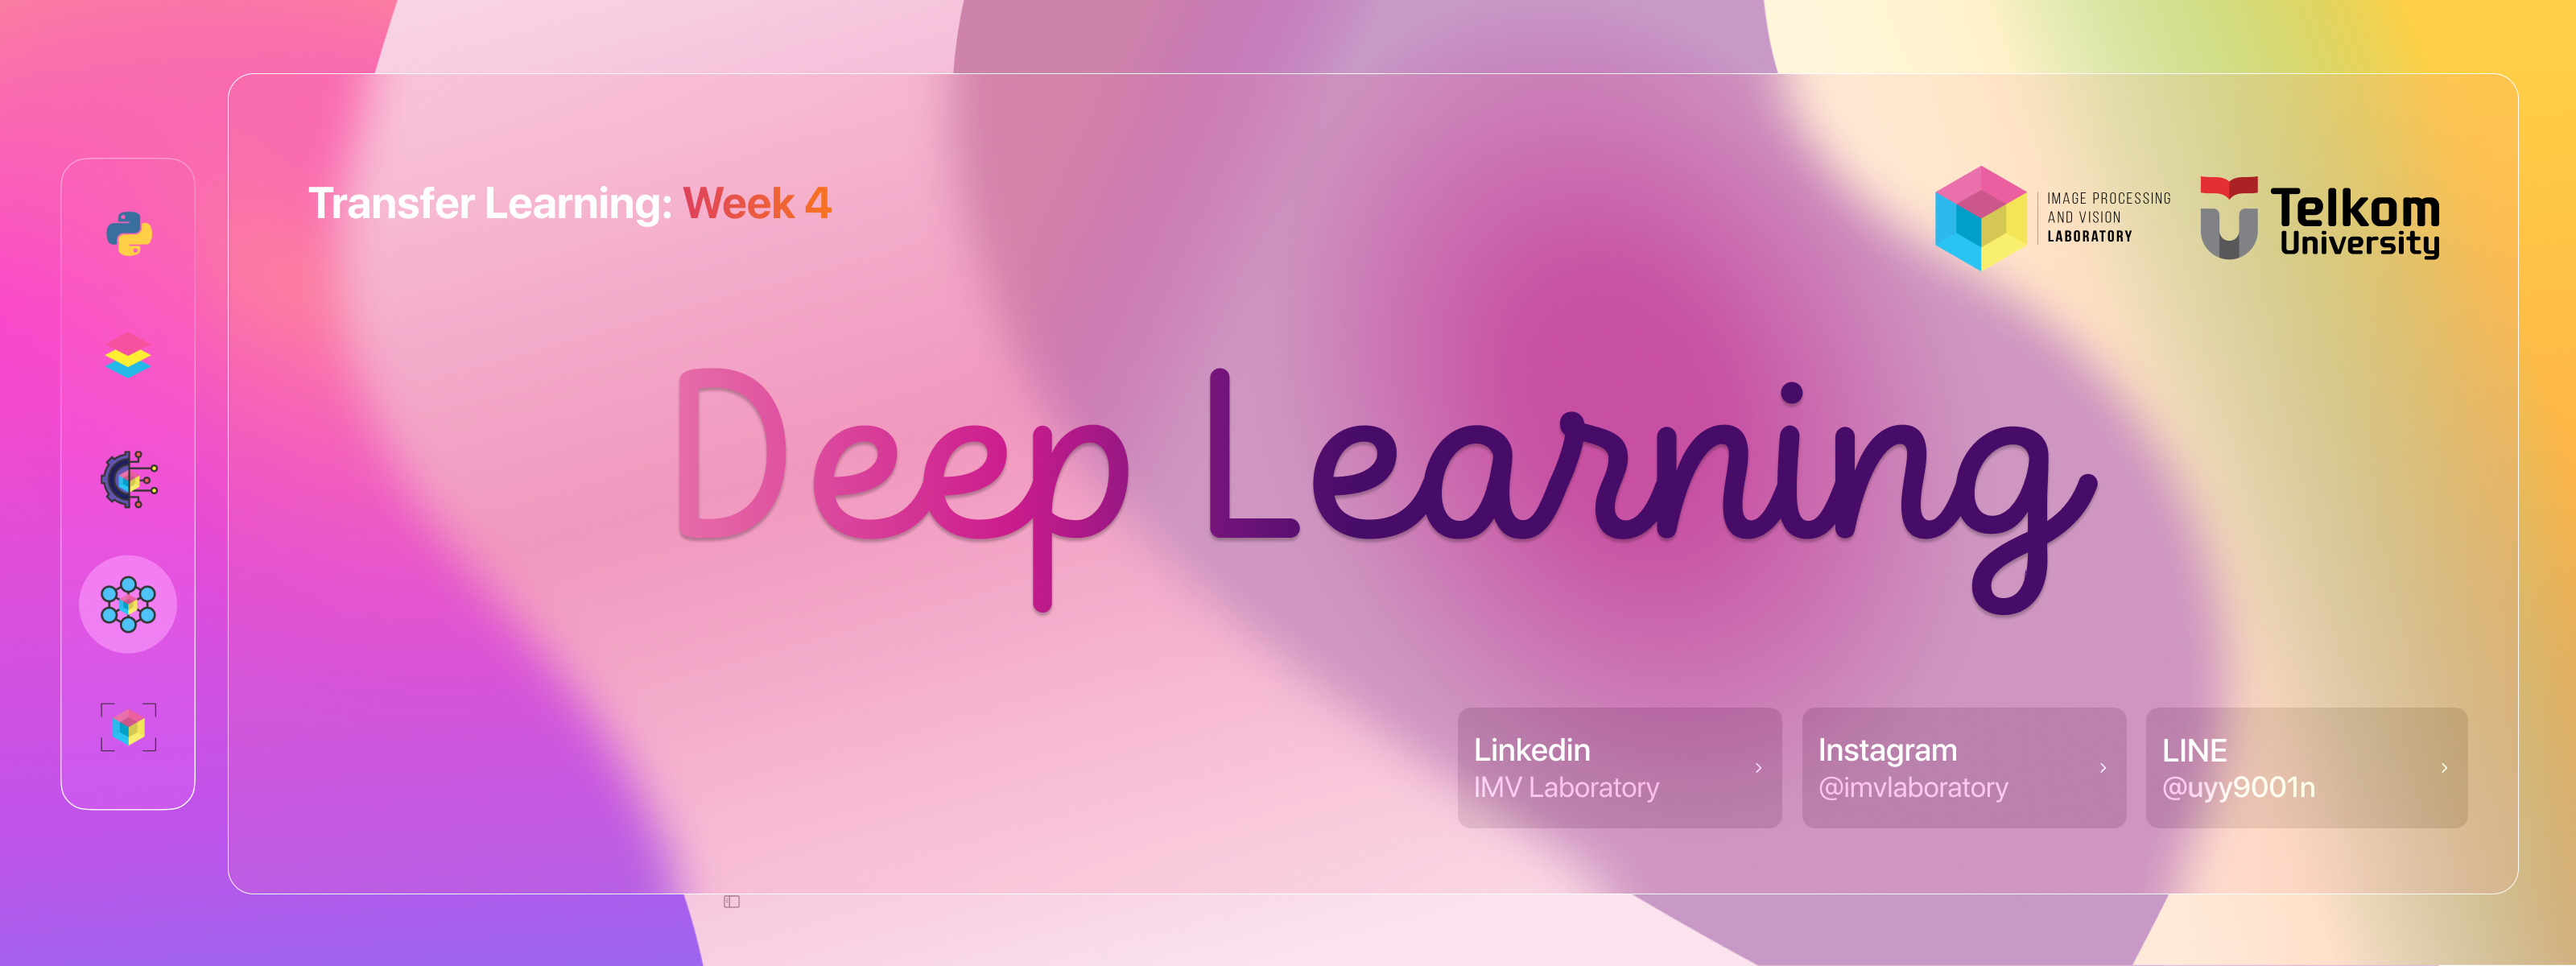 Transfer Learning: Week 4
IMAGE PROCESSING
AND VISION
LABORATORY
Telkom
University
Deep Learning
Linkedin
IMV Laboratory
Instagram
@imvlaboratory
LINE
@uyy9001n